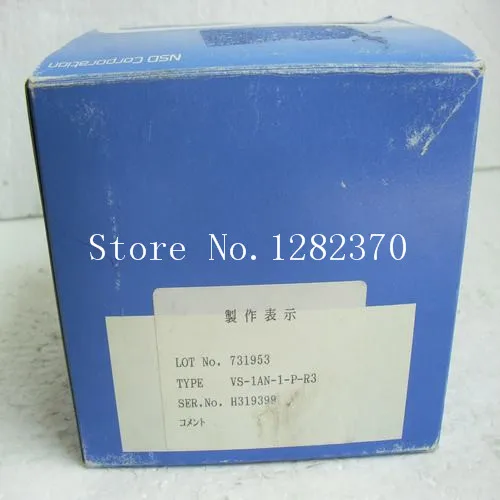 NSD Corporation
Store No. 1282370
製作表示
LOT No. 731953
TYPE VS-1AN-1-P-R3
SER.No. H319399
コメント